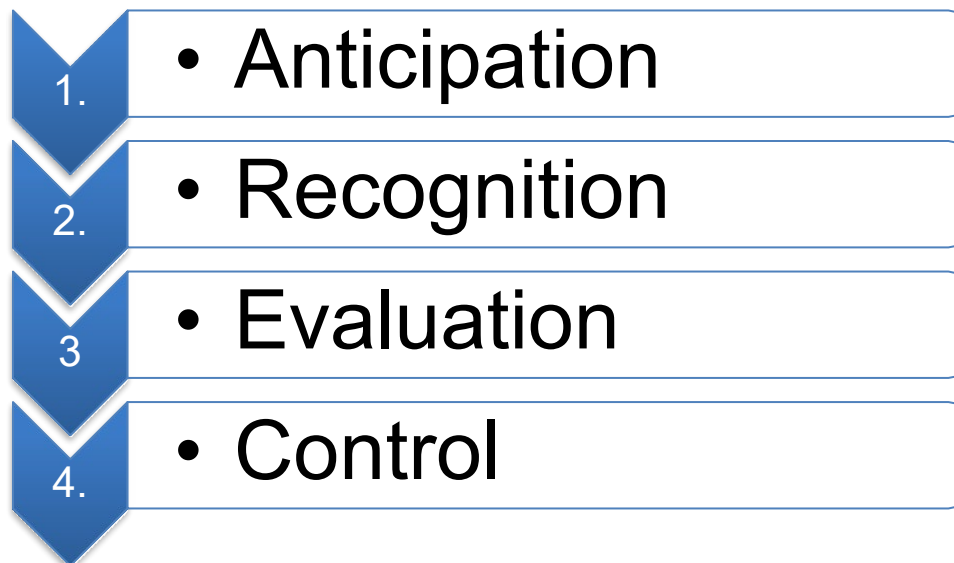 1. • Anticipation
2. • Recognition
3 • Evaluation
4. • Control